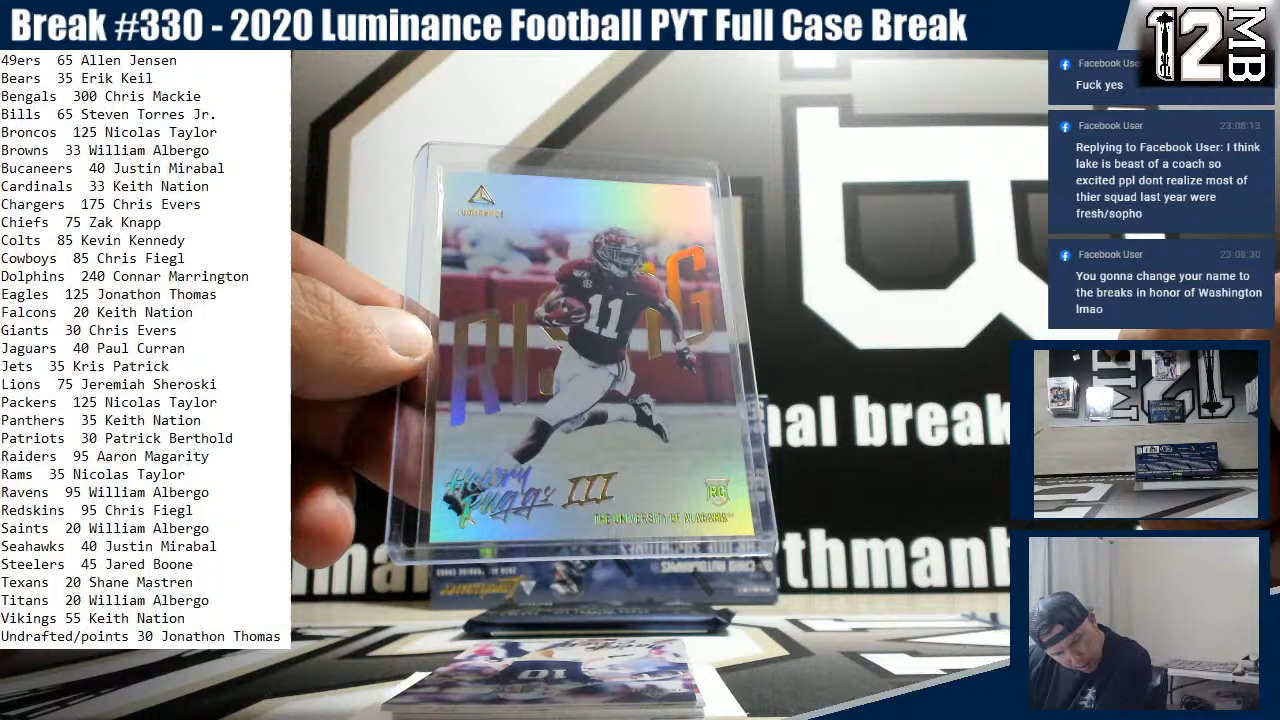 Break #330 - 2020 Luminance Football PYT Full Case Break
12
MB
49ers 65 Allen Jensen
Bears 35 Erik Keil
Bengals 300 Chris Mackie
Bills 65 Steven Torres Jr.
Broncos 125 Nicolas Taylor
Browns 33 William Albergo
Bucaneers 40 Justin Mirabal
Cardinals 33 Keith Nation
Chargers 175 Chris Evers
Chiefs 75 Zak Knapp
Colts 85 Kevin Kennedy
Cowboys 85 Chris Fiegl
Dolphins 240 Connar Marrington
Eagles 125 Jonathon Thomas
Falcons 20 Keith Nation
Giants 30 Chris Evers
Jaguars 40 Paul Curran
Jets 35 Kris Patrick
Lions 75 Jeremiah Sheroski
Packers 125 Nicolas Taylor
Panthers 35 Keith Nation
Patriots 30 Patrick Berthold
Raiders 95 Aaron Magarity
Rams 35 Nicolas Taylor
Ravens 95 William Albergo
Redskins 95 Chris Fiegl
Saints 20 William Albergo
Seahawks 40 Justin Mirabal
Steelers 45 Jared Boone
Texans 20 Shane Mastren
Titans 20 William Albergo
Vikings 55 Keith Nation
Undrafted/points 30 Jonathon Thomas
LUMINANCE
RISING
11
Henry
Ruggs III
RC
THE UNIVERSITY OF ALABAMA
nal break
thmanh
10
Facebook Use
Fuck yes
Facebook User 23:08:13
Replying to Facebook User: I think
lake is beast of a coach so
excited ppl dont realize most of
thier squad last year were
fresh/sopho
Facebook User 23:08:30
You gonna change your name to
the breaks in honor of Washington
lmao